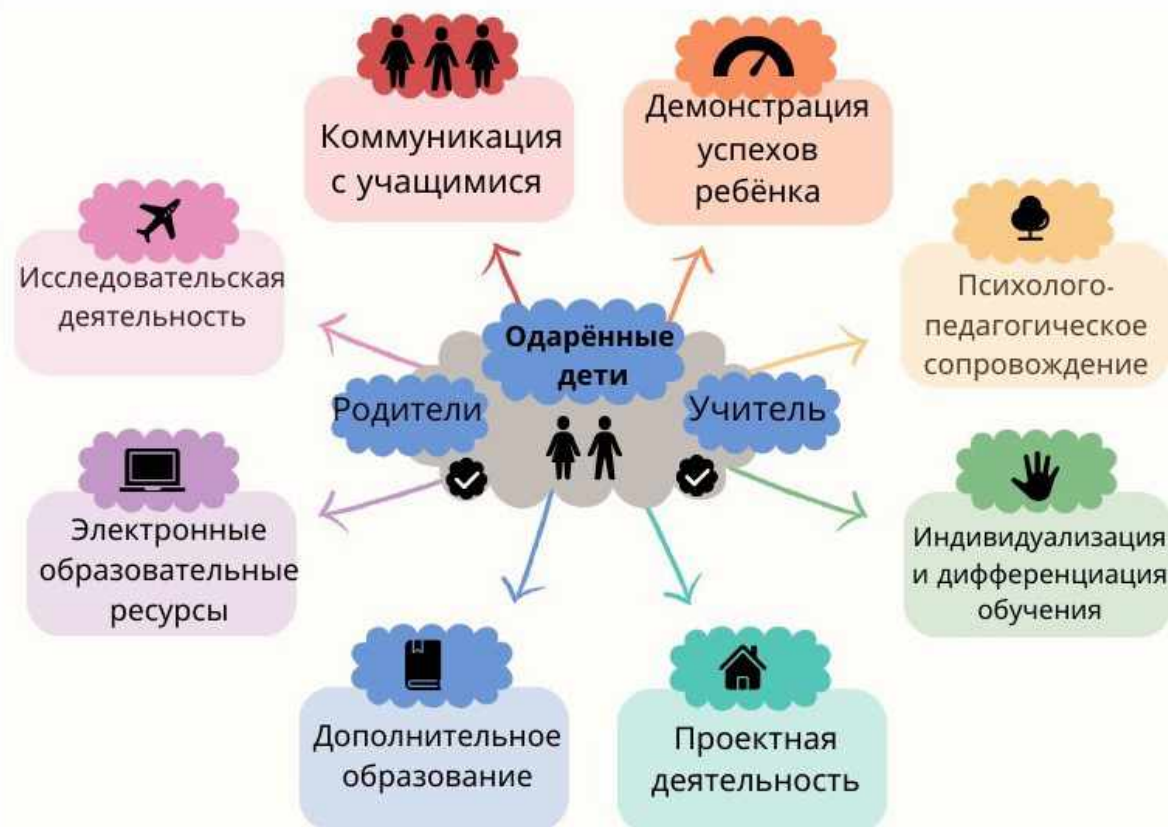 Коммуникация
с учащимися
Демонстрация
успехов
ребёнка
Исследовательская
деятельность
Психолого-
педагогическое
сопровождение
Одарённые
дети
Родители
Учитель
Электронные
образовательные
ресурсы
Индивидуализация
и дифференциация
обучения
Дополнительное
образование
Проектная
деятельность